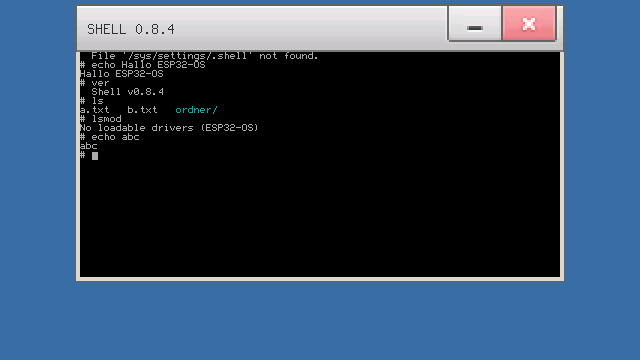 SHELL 0.8.4
File '/sys/settings/.shell' not found.
# echo Hallo ESP32-OS
Hallo ESP32-OS
# ver
Shell v0.8.4
# ls
a.txt b.txt ordner/
# lsmod
No loadable drivers (ESP32-OS)
# echo abc
abc
#